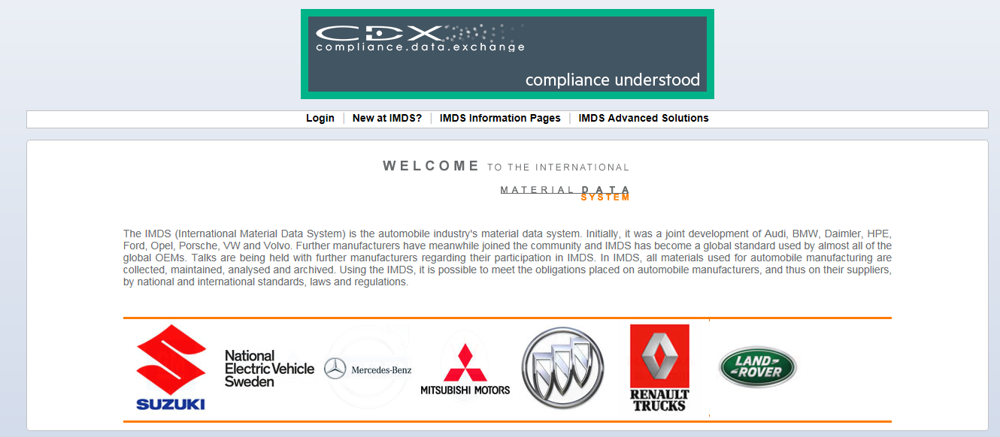 CDX
compliance.data.exchange
compliance understood
Login | New at IMDS? | IMDS Information Pages | IMDS Advanced Solutions
WELCOME TO THE INTERNATIONAL
MATERIAL DATA
SYSTEM
The IMDS (International Material Data System) is the automobile industry's material data system. Initially, it was a joint development of Audi, BMW, Daimler, HPE,
Ford, Opel, Porsche, VW and Volvo. Further manufacturers have meanwhile joined the community and IMDS has become a global standard used by almost all of the
global OEMs. Talks are being held with further manufacturers regarding their participation in IMDS. In IMDS, all materials used for automobile manufacturing are
collected, maintained, analysed and archived. Using the IMDS, it is possible to meet the obligations placed on automobile manufacturers, and thus on their suppliers,
by national and international standards, laws and regulations.
SUZUKI
National
Electric Vehicle
Sweden
Mercedes-Benz
MITSUBISHI MOTORS
RENAULT
TRUCKS
LAND
ROVER